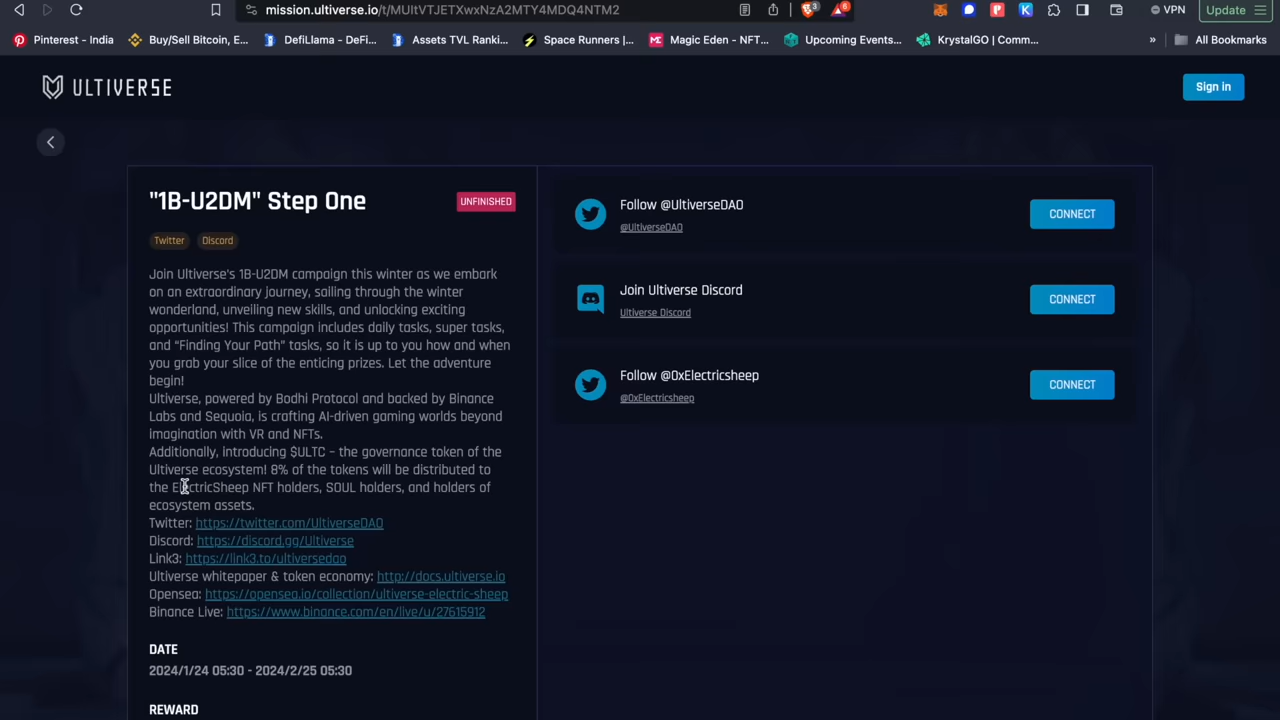 mission.ultiverse.io/t/MUltVTJETXwxNzA2MTY4MDQ4NTM2
3
6
VPN
Update
Pinterest - India
Buy/Sell Bitcoin, E...
DefiLlama - DeFi...
Assets TVL Ranki...
Space Runners |...
Magic Eden - NFT...
Upcoming Events...
KrystalGO | Comm...
»
All Bookmarks
ULTIVERSE
Sign in
"1B-U2DM" Step One
UNFINISHED
Twitter
Discord
Join Ultiverse's 1B-U2DM campaign this winter as we embark
on an extraordinary journey, sailing through the winter
wonderland, unveiling new skills, and unlocking exciting
opportunities! This campaign includes daily tasks, super tasks,
and “Finding Your Path” tasks, so it is up to you how and when
you grab your slice of the enticing prizes. Let the adventure
begin!
Ultiverse, powered by Bodhi Protocol and backed by Binance
Labs and Sequoia, is crafting AI-driven gaming worlds beyond
imagination with VR and NFTs.
Additionally, introducing $ULTC – the governance token of the
Ultiverse ecosystem! 8% of the tokens will be distributed to
the ElectricSheep NFT holders, SOUL holders, and holders of
ecosystem assets.
Twitter: https://twitter.com/UltiverseDAO
Discord: https://discord.gg/Ultiverse
Link3: https://link3.to/ultiversedao
Ultiverse whitepaper & token economy: http://docs.ultiverse.io
Opensea: https://opensea.io/collection/ultiverse-electric-sheep
Binance Live: https://www.binance.com/en/live/u/27615912
DATE
2024/1/24 05:30 - 2024/2/25 05:30
REWARD
Follow @UltiverseDAO
@UltiverseDAO
CONNECT
Join Ultiverse Discord
Ultiverse Discord
CONNECT
Follow @0xElectricsheep
@0xElectricsheep
CONNECT